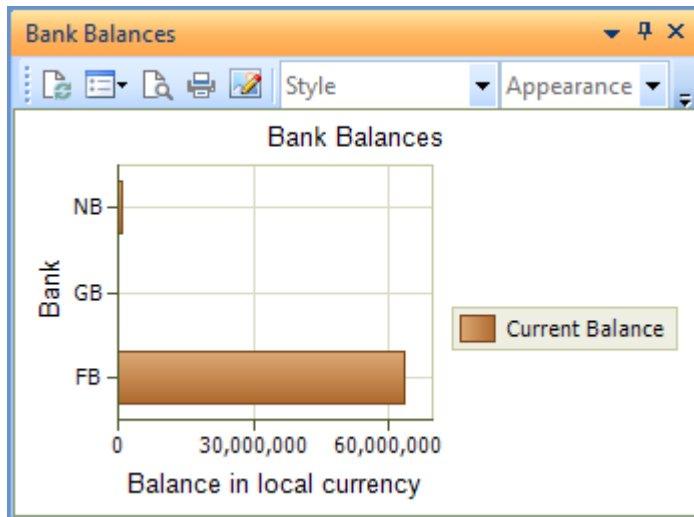 Bank Balances
Style Appearance
Bank Balances
NB
Bank
GB
Current Balance
FB
0 30,000,000 60,000,000
Balance in local currency